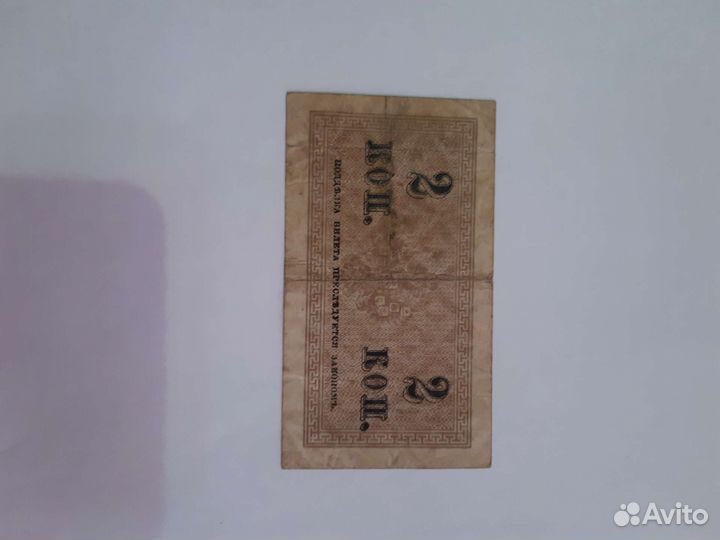 2 2
КОП. КОП.
ПОДДѢЛКА БИЛЕТА ПРЕСЛѢДУЕТСЯ ЗАКОНОМЪ.
Avito